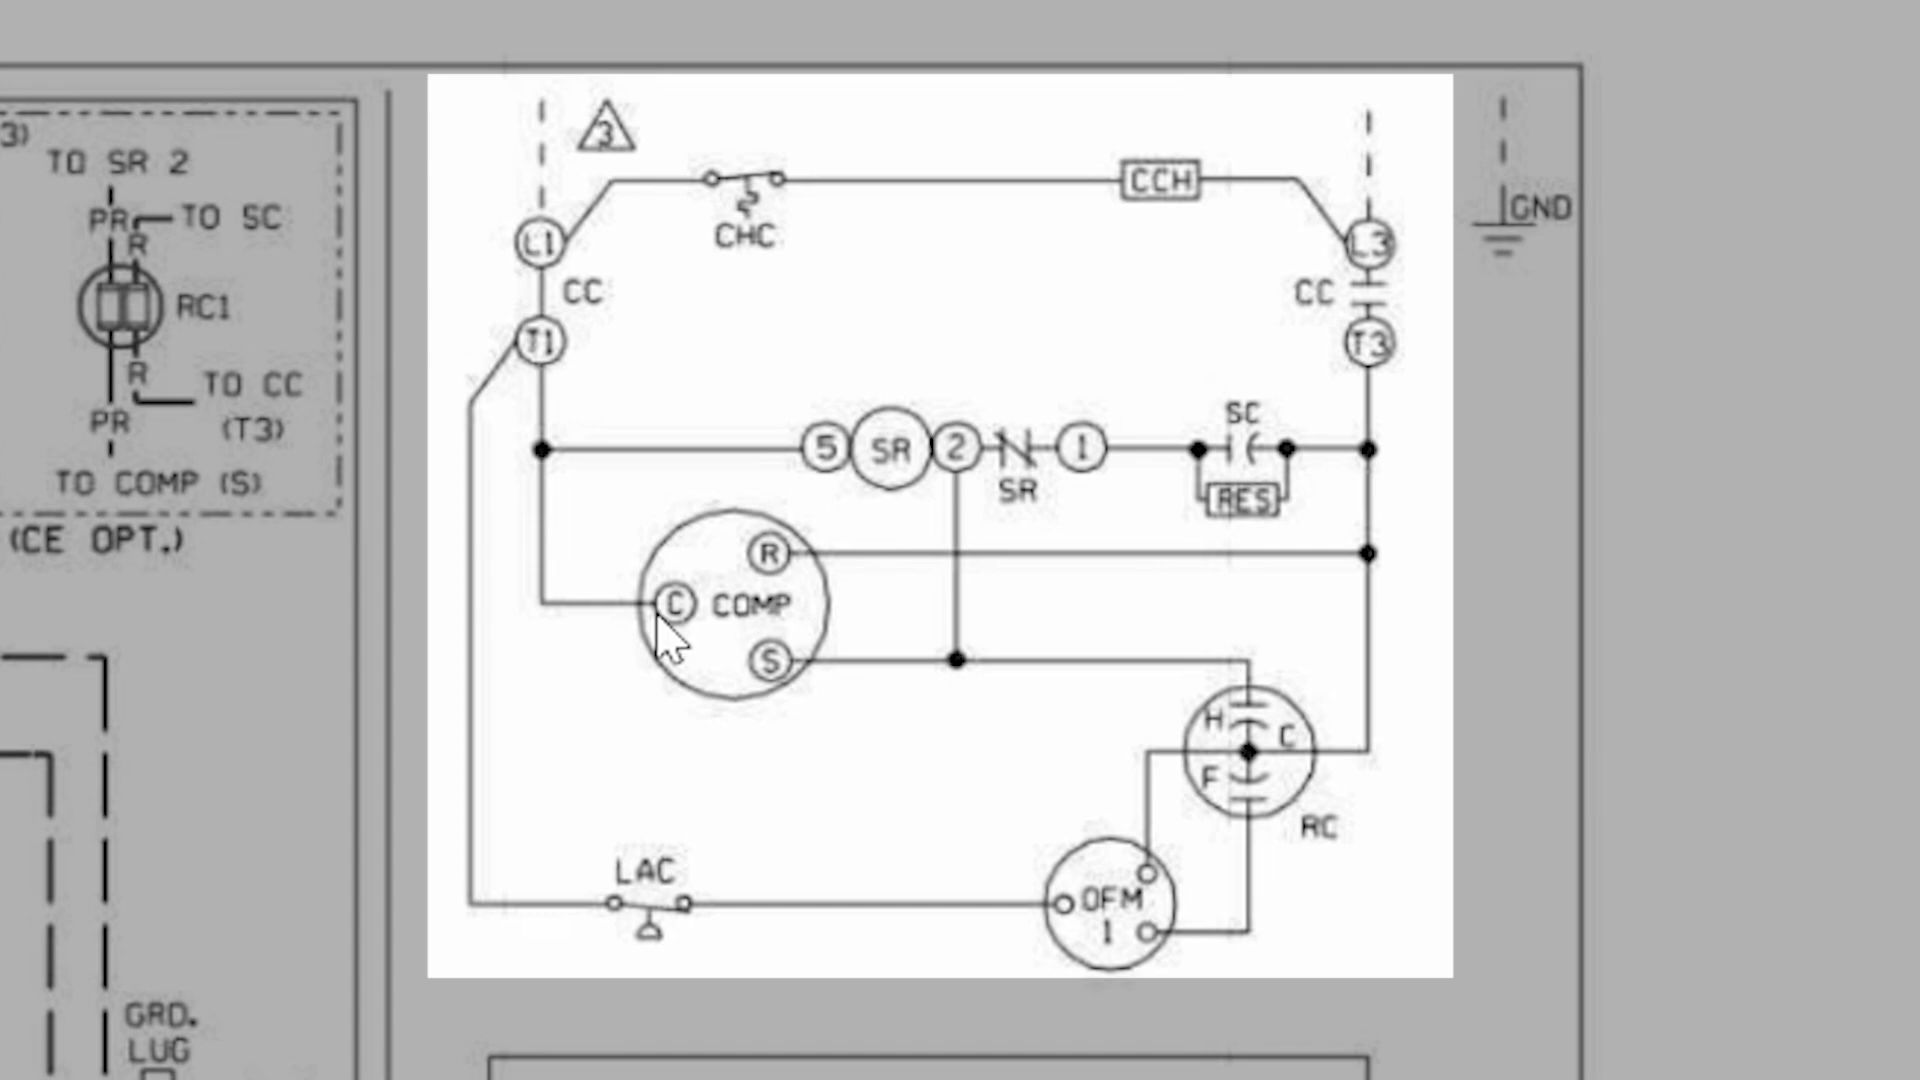 3)
TO SR 2
PR
TO SC
R
RC1
R
TO CC
PR
(T3)
TO COMP (S)
(CE OPT.)
GRD.
LUG
3
CHC
CCH
L1
L3
CC
CC
T1
T3
5
SR
2
SR
1
SC
RES
R
C
COMP
S
H
C
F
RC
LAC
OFM
1
GND